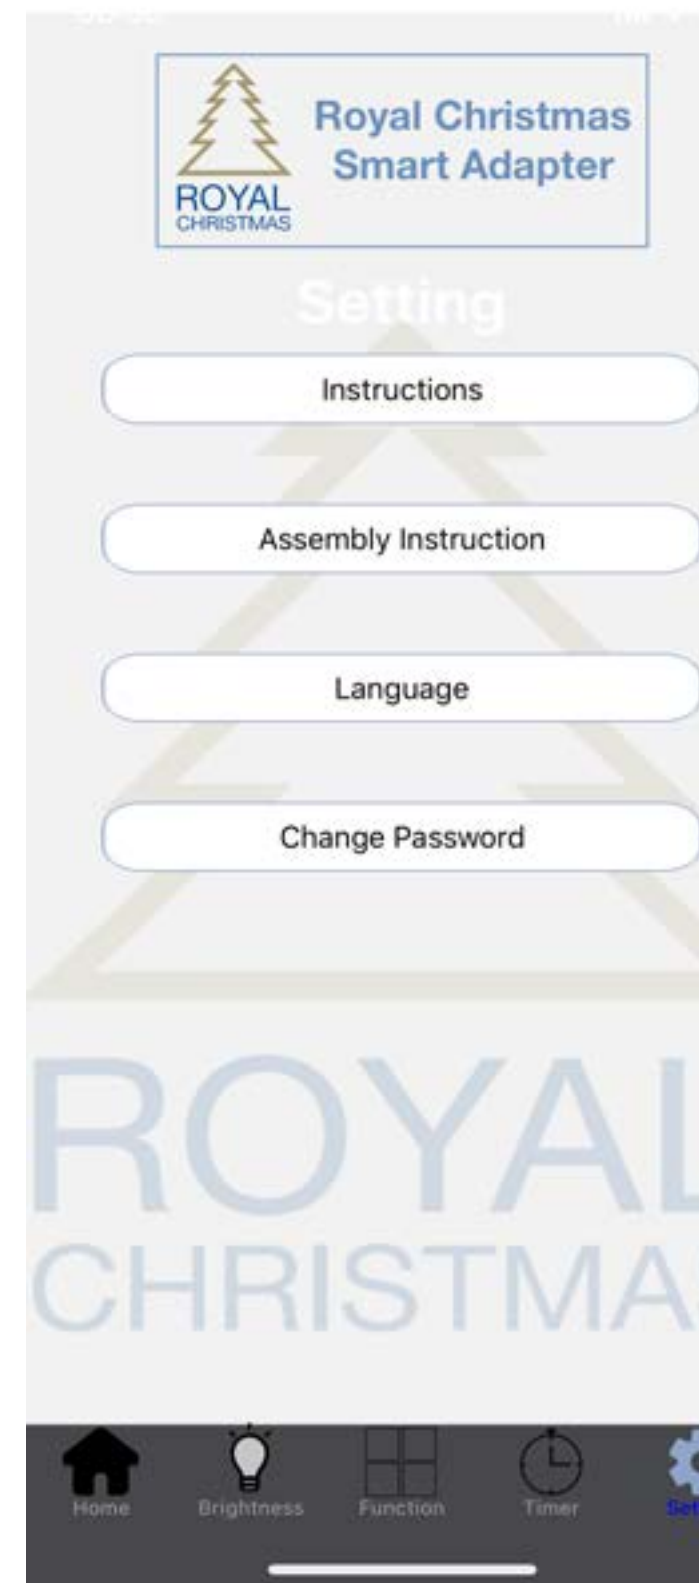 Royal Christmas
Smart Adapter
ROYAL
CHRISTMAS
Setting
Instructions
Assembly Instruction
Language
Change Password
ROYAL
CHRISTMA
Home
Brightness
Function
Timer
Set